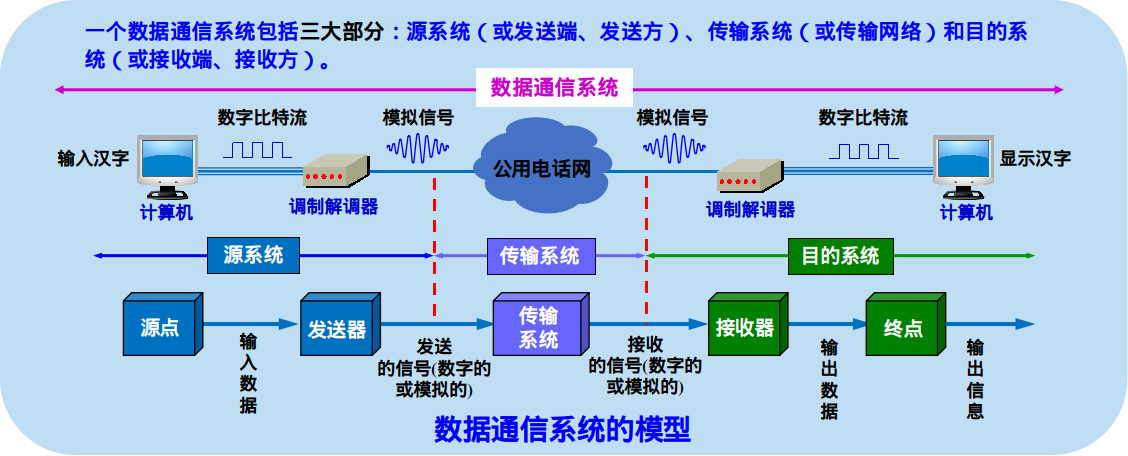 一个数据通信系统包括三大部分：源系统（或发送端、发送方）、传输系统（或传输网络）和目的系
统（或接收端、接收方）。
数据通信系统
数字比特流
模拟信号
模拟信号
数字比特流
输入汉字
公用电话网
显示汉字
计算机
调制解调器
调制解调器
计算机
源系统
传输系统
目的系统
源点
发送器
传输
系统
接收器
终点
输
入
数
据
发送
的信号(数字的
或模拟的)
接收
的信号(数字的
或模拟的)
输
出
数
据
输
出
信
息
数据通信系统的模型